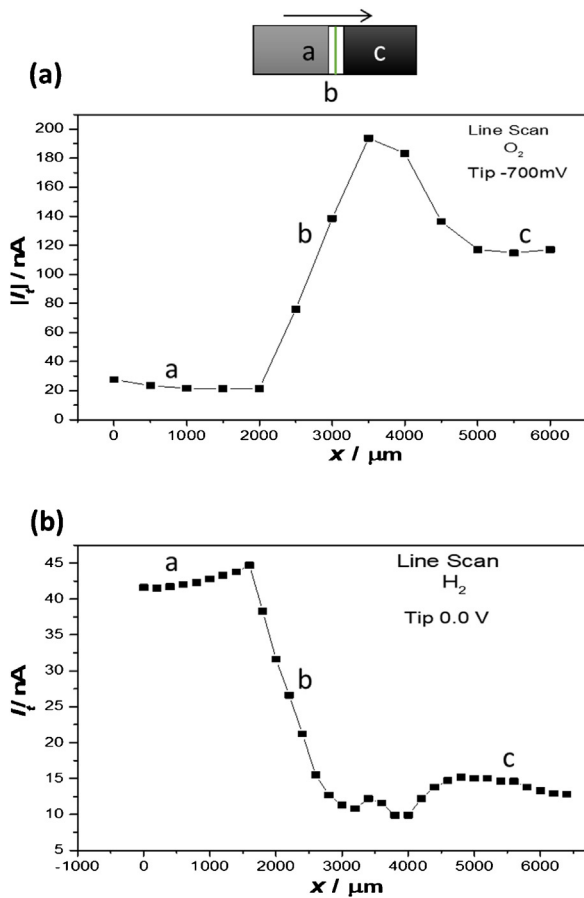 a c
b
(a)
200
180
160
140
120
100
80
60
40
20
0
|I_t| / nA
Line Scan
O₂
Tip -700mV
a
b
c
0 1000 2000 3000 4000 5000 6000
x / μm
(b)
45
40
35
30
25
20
15
10
5
I_t/nA
Line Scan
H₂
Tip 0.0 V
a
b
c
-1000 0 1000 2000 3000 4000 5000 6000
x / μm